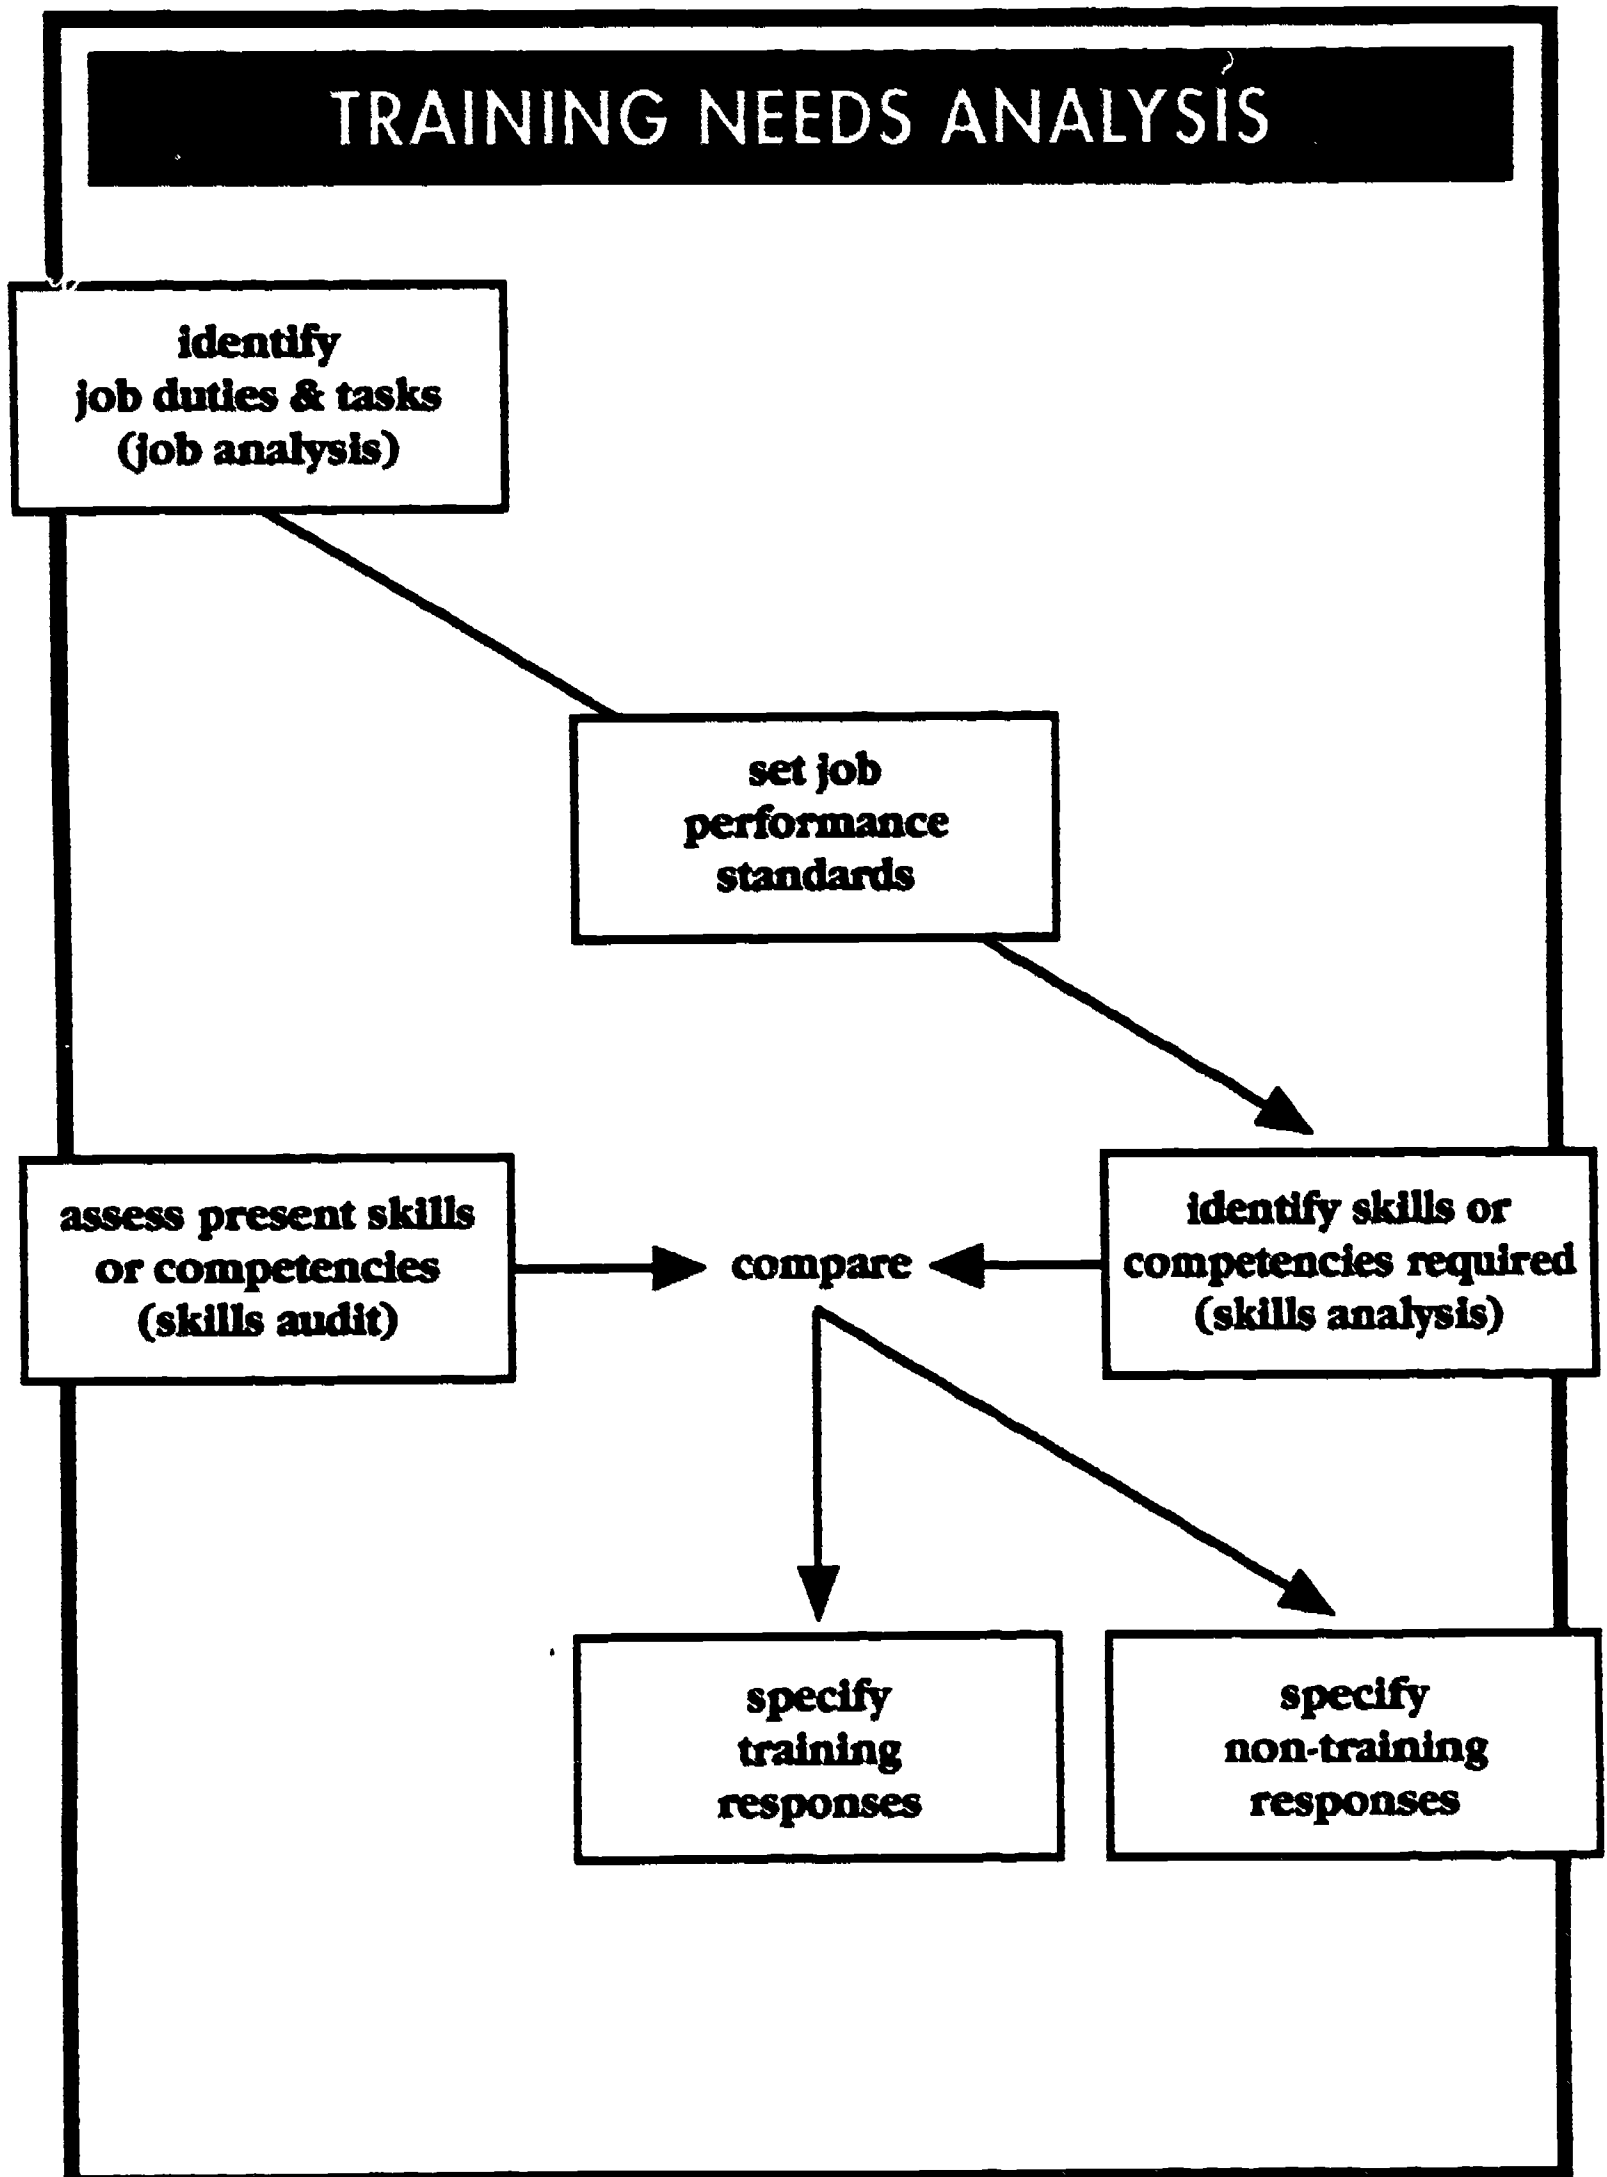 TRAINING NEEDS ANALYSIS
identify
job duties & tasks
(job analysis)
set job
performance
standards
assess present skills
or competencies
(skills audit)
compare
identify skills or
competencies required
(skills analysis)
specify
training
responses
specify
non-training
responses